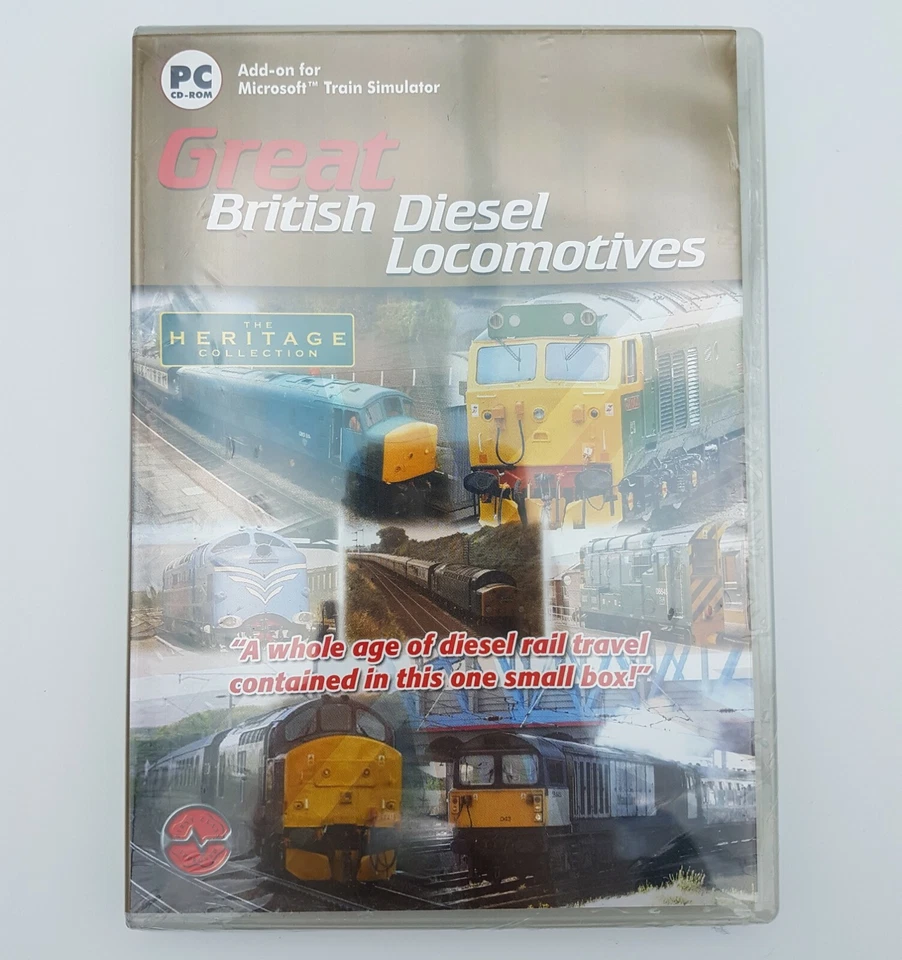 PC
CD-ROM
Add-on for
Microsoft™ Train Simulator
Great
British Diesel
Locomotives
THE
HERITAGE
COLLECTION
"A whole age of diesel rail travel
contained in this one small box!"